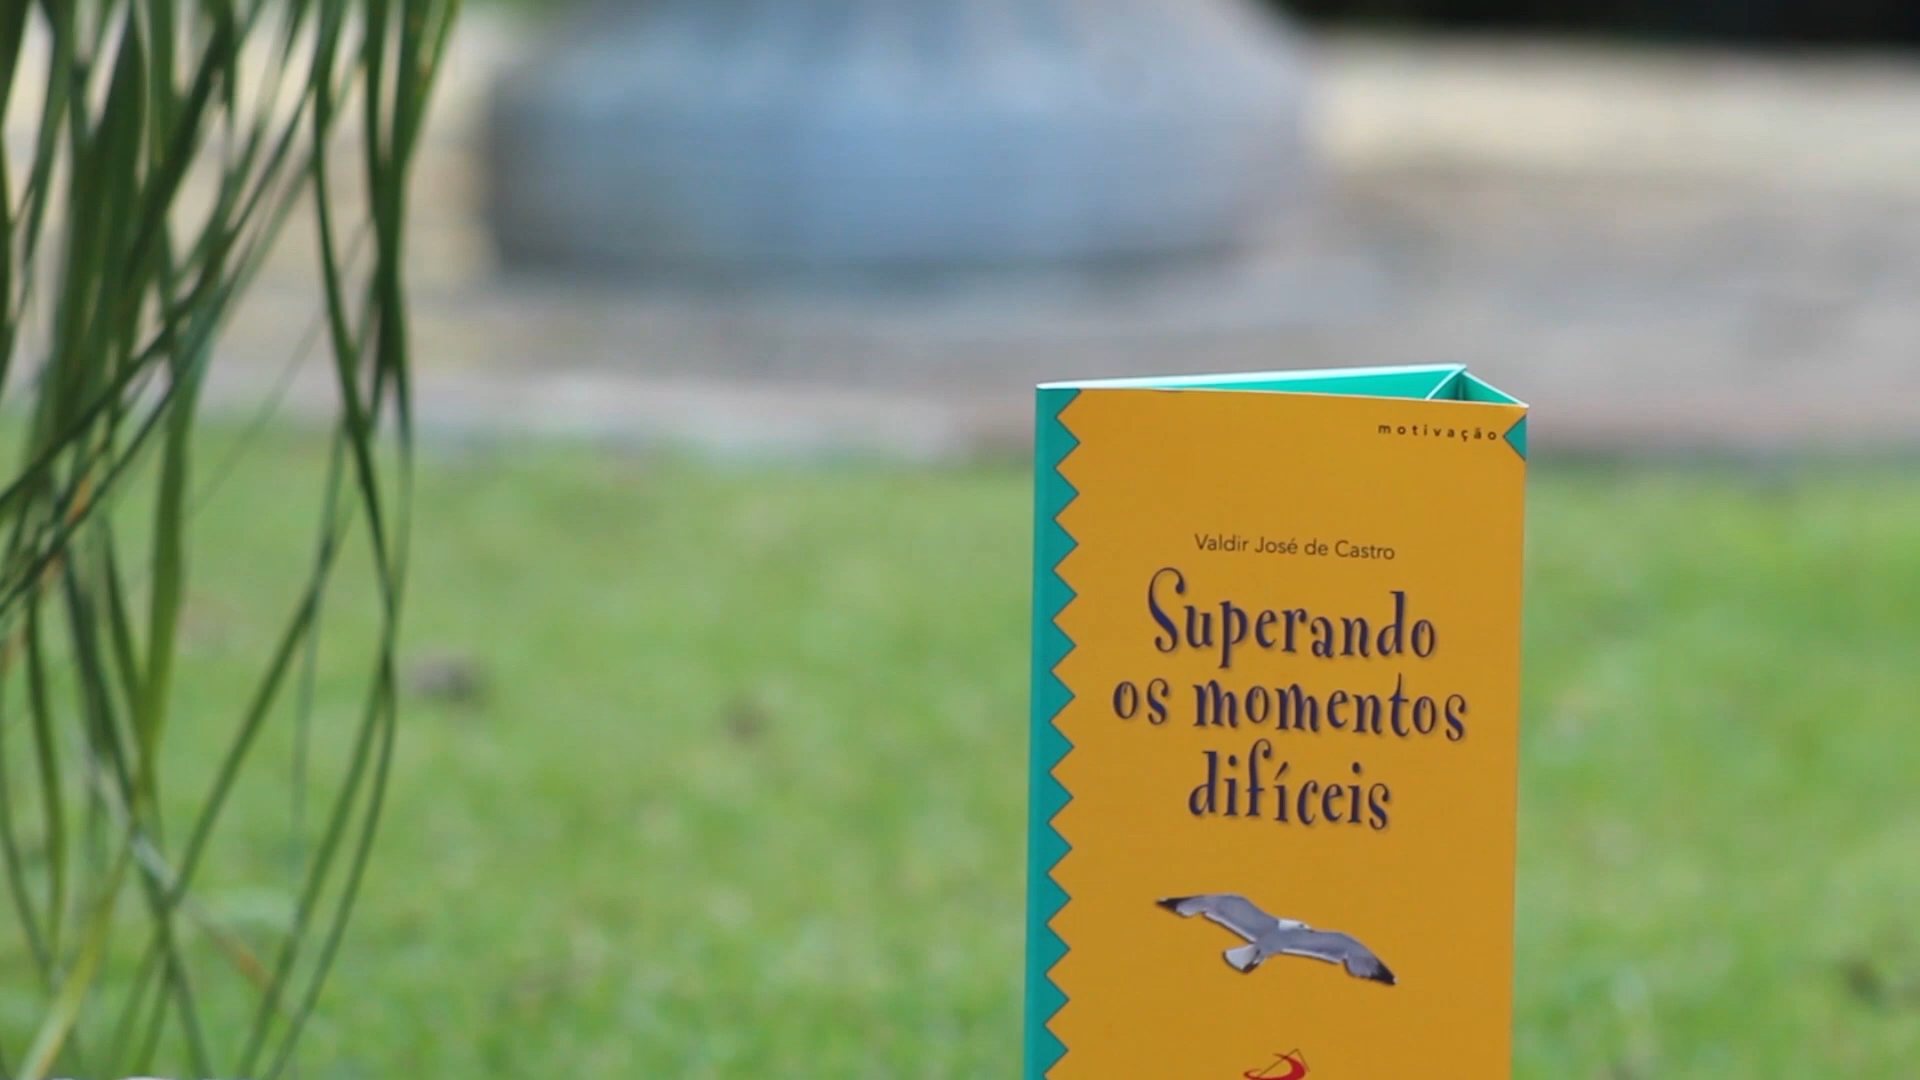 motivação
Valdir José de Castro
Superando
os momentos
difíceis